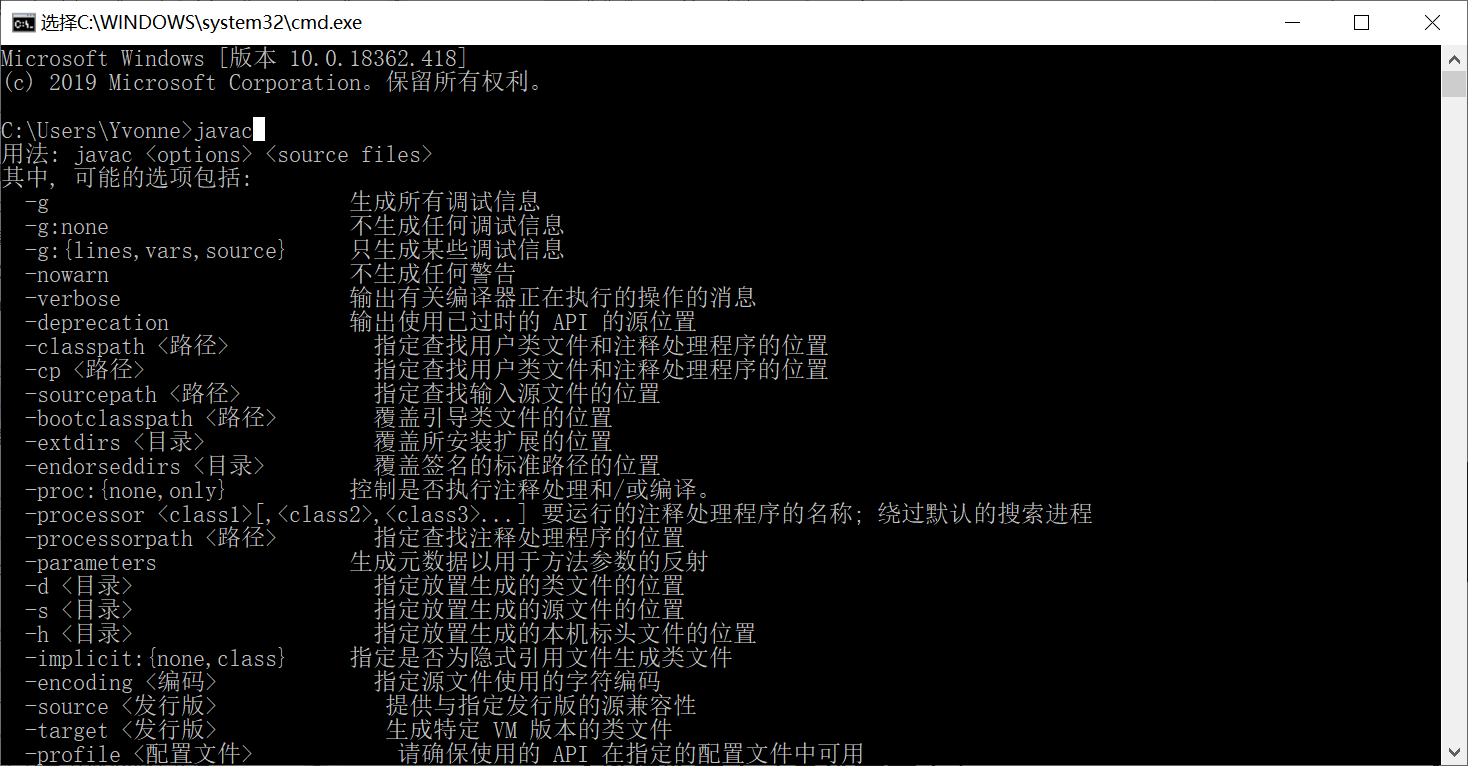 选择C:\WINDOWS\system32\cmd.exe
Microsoft Windows [版本 10.0.18362.418]
(c) 2019 Microsoft Corporation。保留所有权利。
C:\Users\Yvonne>javac
用法: javac <options> <source files>
其中, 可能的选项包括:
-g 生成所有调试信息
-g:none 不生成任何调试信息
-g:{lines,vars,source} 只生成某些调试信息
-nowarn 不生成任何警告
-verbose 输出有关编译器正在执行的操作的消息
-deprecation 输出使用已过时的 API 的源位置
-classpath <路径> 指定查找用户类文件和注释处理程序的位置
-cp <路径> 指定查找用户类文件和注释处理程序的位置
-sourcepath <路径> 指定查找输入源文件的位置
-bootclasspath <路径> 覆盖引导类文件的位置
-extdirs <目录> 覆盖所安装扩展的位置
-endorseddirs <目录> 覆盖签名的标准路径的位置
-proc:{none,only} 控制是否执行注释处理和/或编译。
-processor <class1>[,<class2>,<class3>...] 要运行的注释处理程序的名称; 绕过默认的搜索进程
-processorpath <路径> 指定查找注释处理程序的位置
-parameters 生成元数据以用于方法参数的反射
-d <目录> 指定放置生成的类文件的位置
-s <目录> 指定放置生成的源文件的位置
-h <目录> 指定放置生成的本机标头文件的位置
-implicit:{none,class} 指定是否为隐式引用文件生成类文件
-encoding <编码> 指定源文件使用的字符编码
-source <发行版> 提供与指定发行版的源兼容性
-target <发行版> 生成特定 VM 版本的类文件
-profile <配置文件> 请确保使用的 API 在指定的配置文件中可用